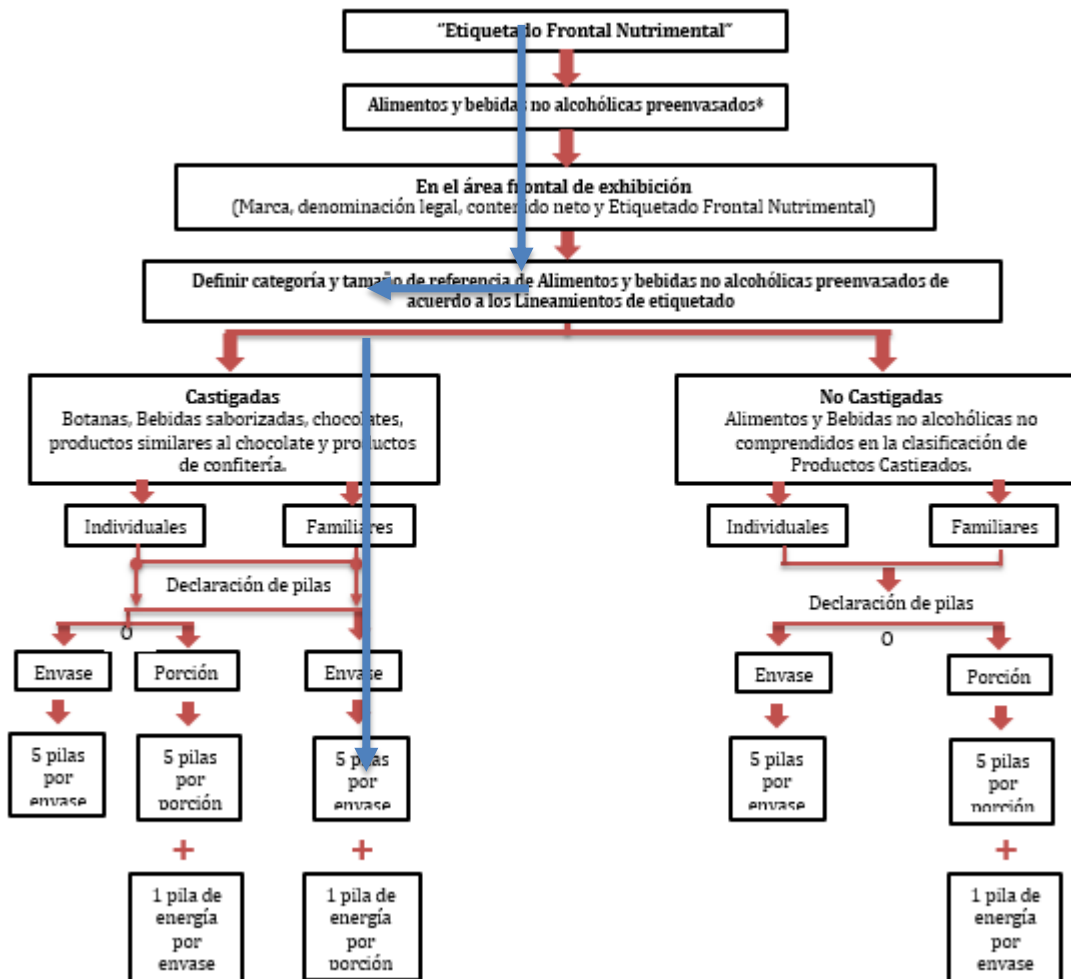 "Etiquetado Frontal Nutrimental"
Alimentos y bebidas no alcohólicas preenvasados*
En el área frontal de exhibición
(Marca, denominación legal, contenido neto y Etiquetado Frontal Nutrimental)
Definir categoría y tamaño de referencia de Alimentos y bebidas no alcohólicas preenvasados de
acuerdo a los Lineamientos de etiquetado
Castigadas
Botanas, Bebidas saborizadas, chocolates,
productos similares al chocolate y productos
de confitería.
No Castigadas
Alimentos y Bebidas no alcohólicas no
comprendidos en la clasificación de
Productos Castigados.
Individuales
Familiares
Individuales
Familiares
Declaración de pilas
Declaración de pilas
O
O
Envase
Porción
Envase
Envase
Porción
5 pilas
por
envase
5 pilas
por
porción
5 pilas
por
envase
5 pilas
por
envase
5 pilas
por
porción
+
+
+
1 pila de
energía
por
envase
1 pila de
energía
por
porción
1 pila de
energía
por
envase